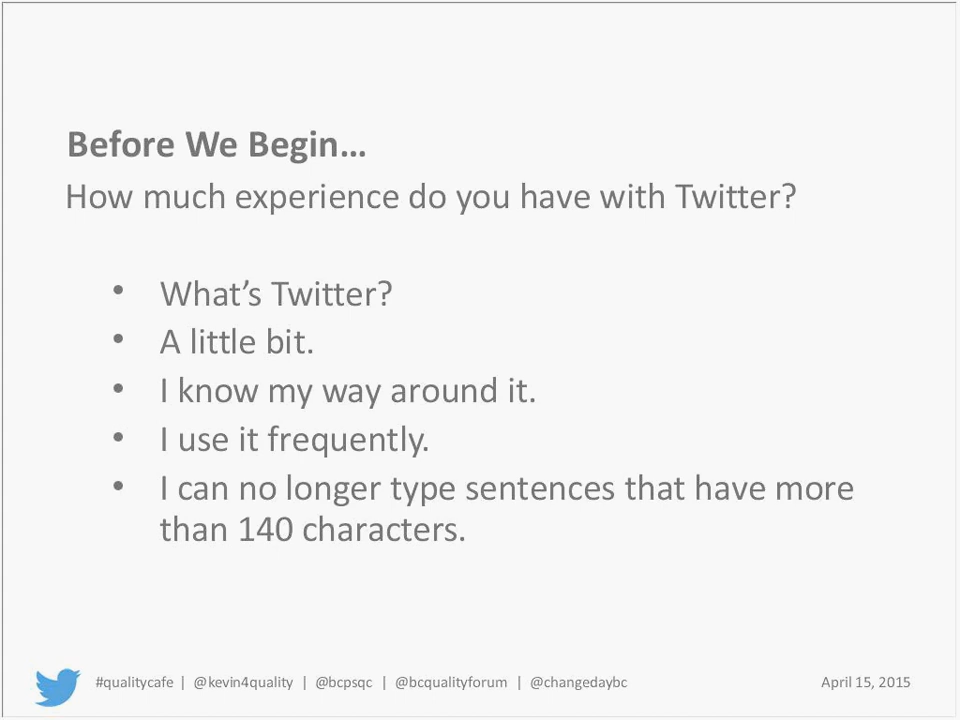 Before We Begin…
How much experience do you have with Twitter?
• What’s Twitter?
• A little bit.
• I know my way around it.
• I use it frequently.
• I can no longer type sentences that have more
than 140 characters.
#qualitycafe | @kevin4quality | @bcpsqc | @bcqualityforum | @changedaybc April 15, 2015